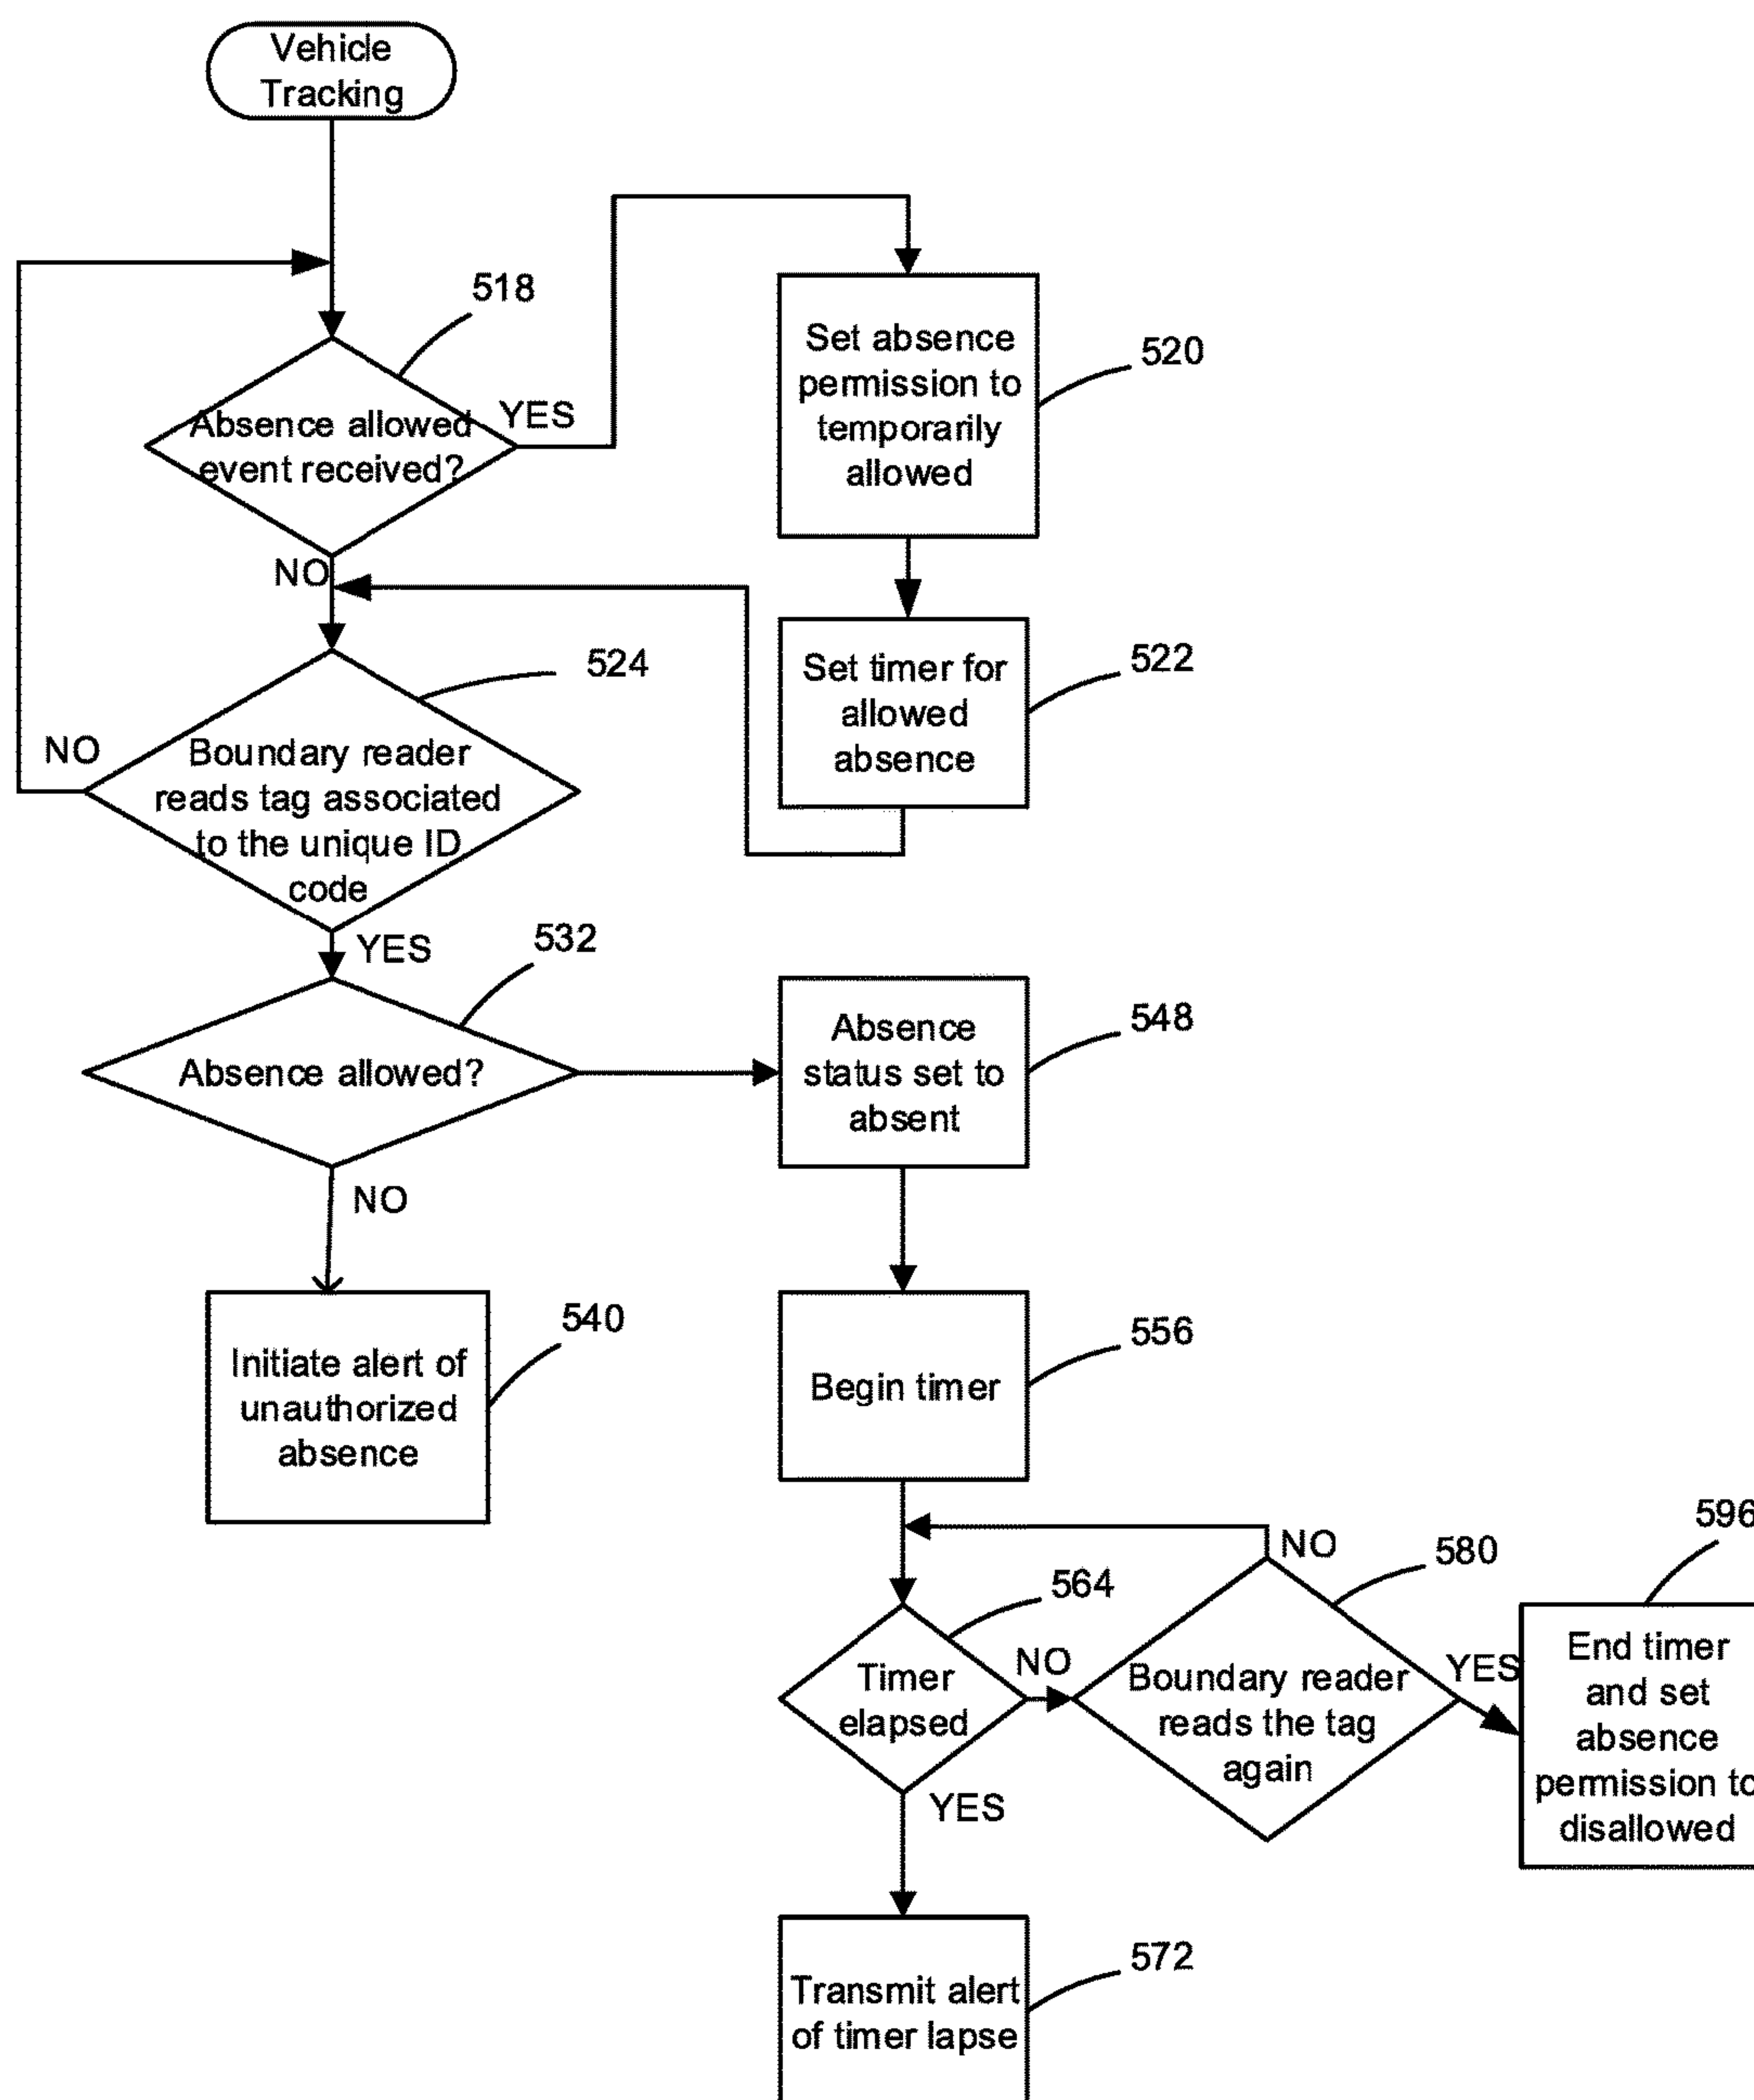 Vehicle
Tracking
518
Absence allowed
event received?
YES
NO
Set absence
permission to
temporarily
allowed
520
Set timer for
allowed
absence
522
524
NO
Boundary reader
reads tag associated
to the unique ID
code
YES
532
Absence allowed?
NO
Absence
status set to
absent
548
Initiate alert of
unauthorized
absence
540
Begin timer
556
564
Timer
elapsed
NO
YES
580
NO
Boundary reader
reads the tag
again
YES
596
End timer
and set
absence
permission to
disallowed
Transmit alert
of timer lapse
572